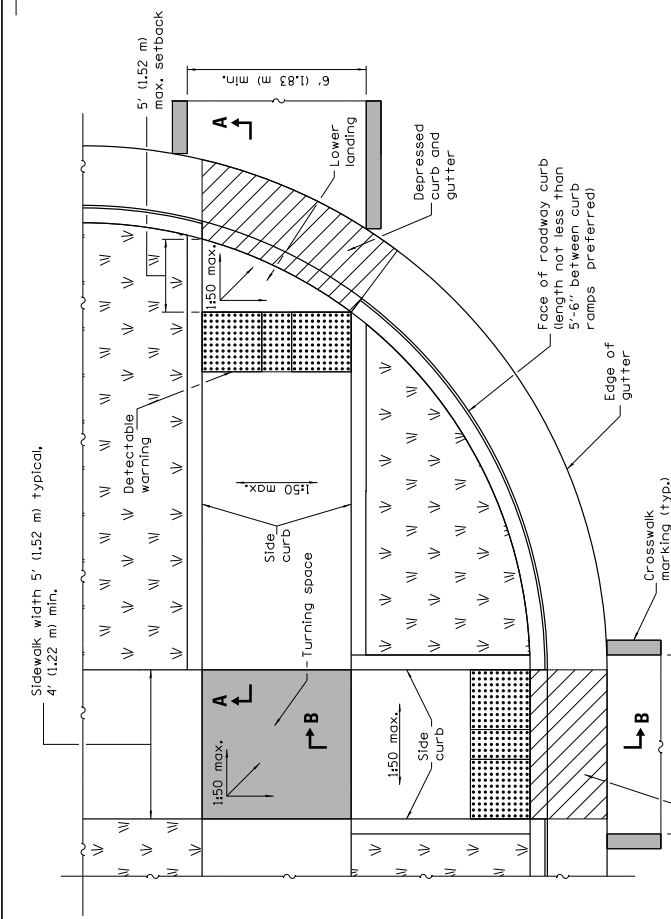 Sidewalk width 5' (1.52 m) typical,
4' (1.22 m) min.
5' (1.52 m)
max. setback
6' (1.83 m) min.
A
Lower
landing
Depressed
curb and
gutter
1:50 max.
Detectable
warning
Face of roadway curb
(length not less than
5'-6" between curb
ramps preferred)
Edge of
gutter
1:50 max.
Side
curb
Turning space
A
B
1:50 max.
1:50 max.
Side
curb
Crosswalk
marking (typ.)
B